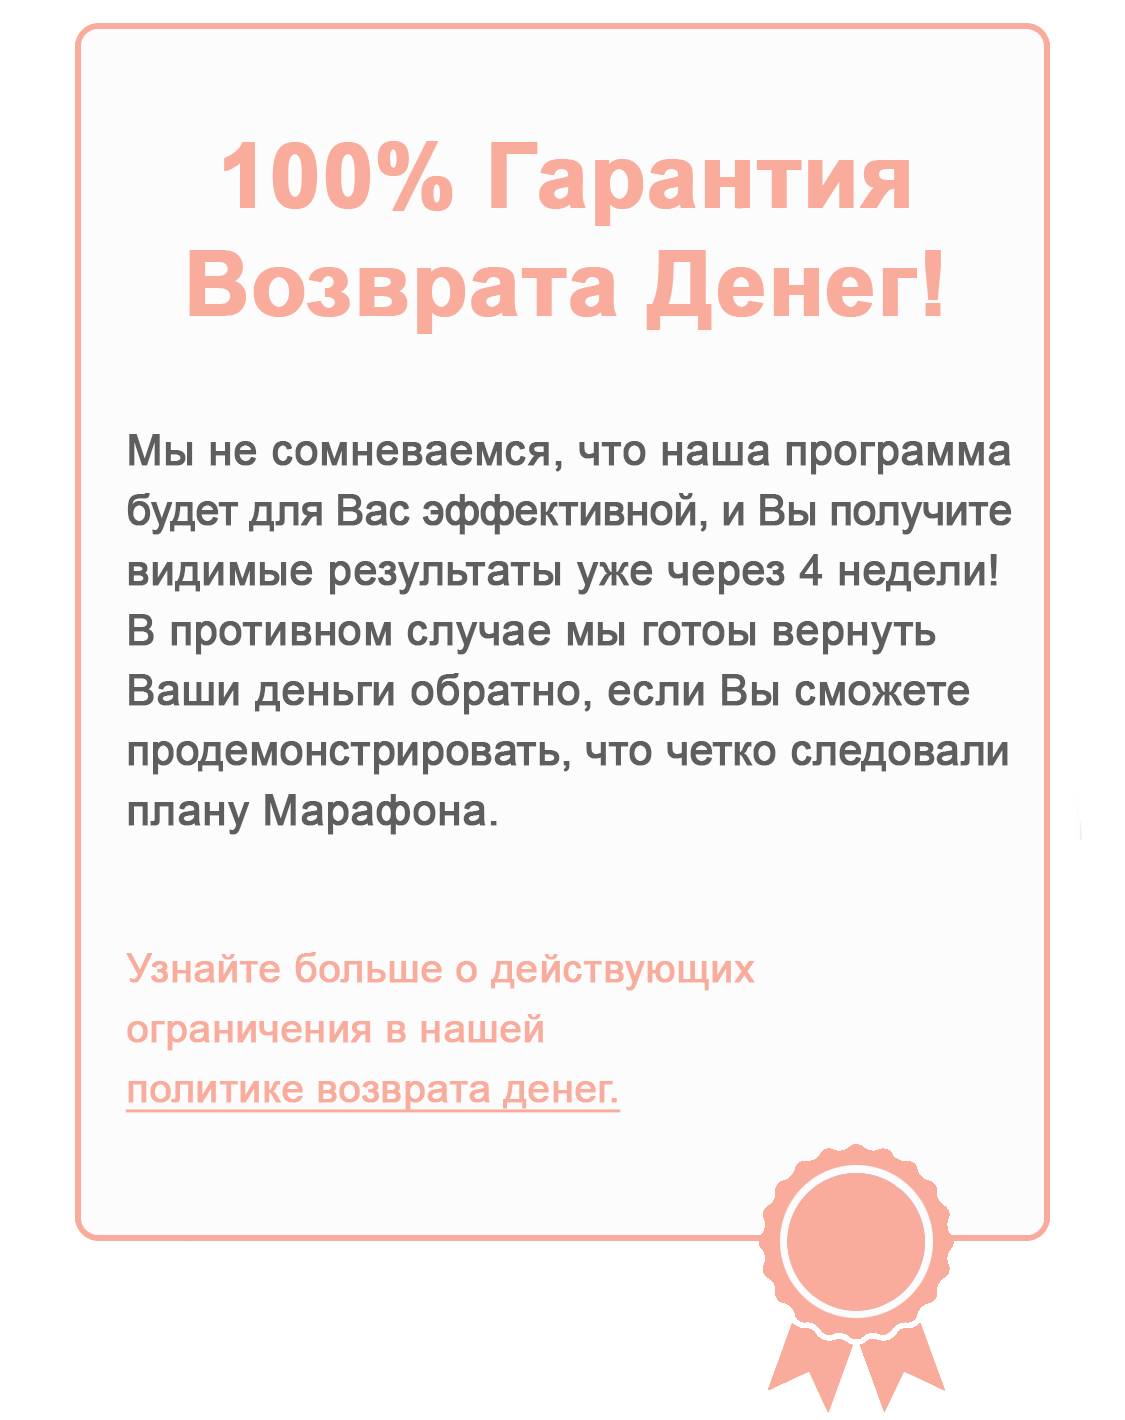 100% Гарантия
Возврата Денег!
Мы не сомневаемся, что наша программа
будет для Вас эффективной, и Вы получите
видимые результаты уже через 4 недели!
В противном случае мы готоы вернуть
Ваши деньги обратно, если Вы сможете
продемонстрировать, что четко следовали
плану Марафона.
Узнайте больше о действующих
ограничения в нашей
политике возврата денег.